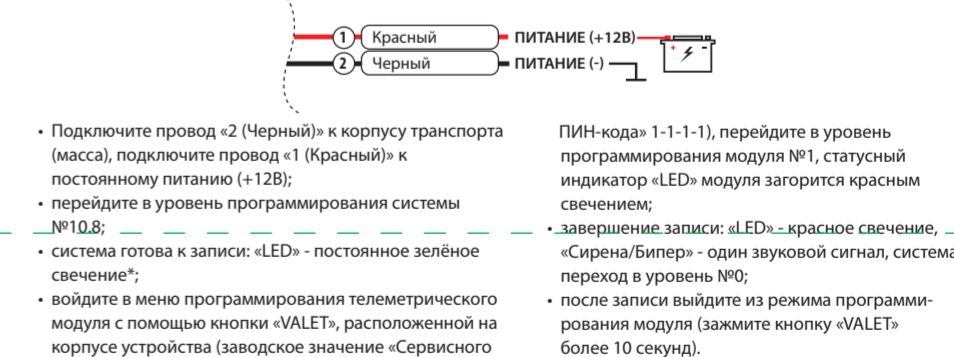 1 Красный ПИТАНИЕ (+12В)
2 Черный ПИТАНИЕ (-)
• Подключите провод «2 (Черный)» к корпусу транспорта
(масса), подключите провод «1 (Красный)» к
постоянному питанию (+12В);
• перейдите в уровень программирования системы
№10.8;
• система готова к записи: «LED» - постоянное зелёное
свечение*;
• войдите в меню программирования телеметрического
модуля с помощью кнопки «VALET», расположенной на
корпусе устройства (заводское значение «Сервисного
ПИН-кода» 1-1-1-1), перейдите в уровень
программирования модуля №1, статусный
индикатор «LED» модуля загорится красным
свечением;
• завершение записи: «LED» - красное свечение,
«Сирена/Бипер» - один звуковой сигнал, система
переход в уровень №0;
• после записи выйдите из режима программи-
рования модуля (зажмите кнопку «VALET»
более 10 секунд).